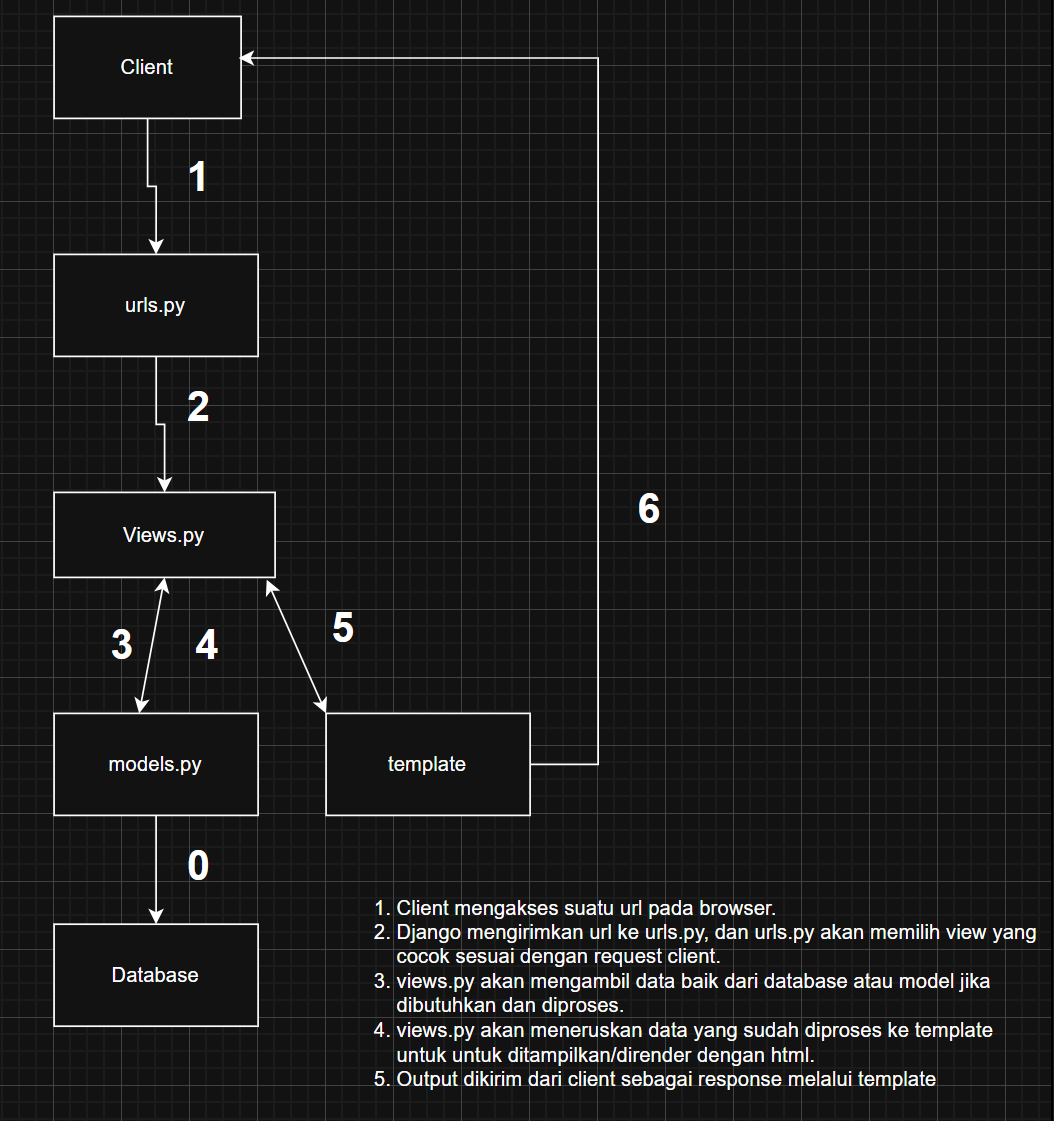 Client
1
urls.py
2
Views.py
6
3
4
5
models.py
template
0
Database
1. Client mengakses suatu url pada browser.
2. Django mengirimkan url ke urls.py, dan urls.py akan memilih view yang
cocok sesuai dengan request client.
3. views.py akan mengambil data baik dari database atau model jika
dibutuhkan dan diproses.
4. views.py akan meneruskan data yang sudah diproses ke template
untuk untuk ditampilkan/dirender dengan html.
5. Output dikirim dari client sebagai response melalui template